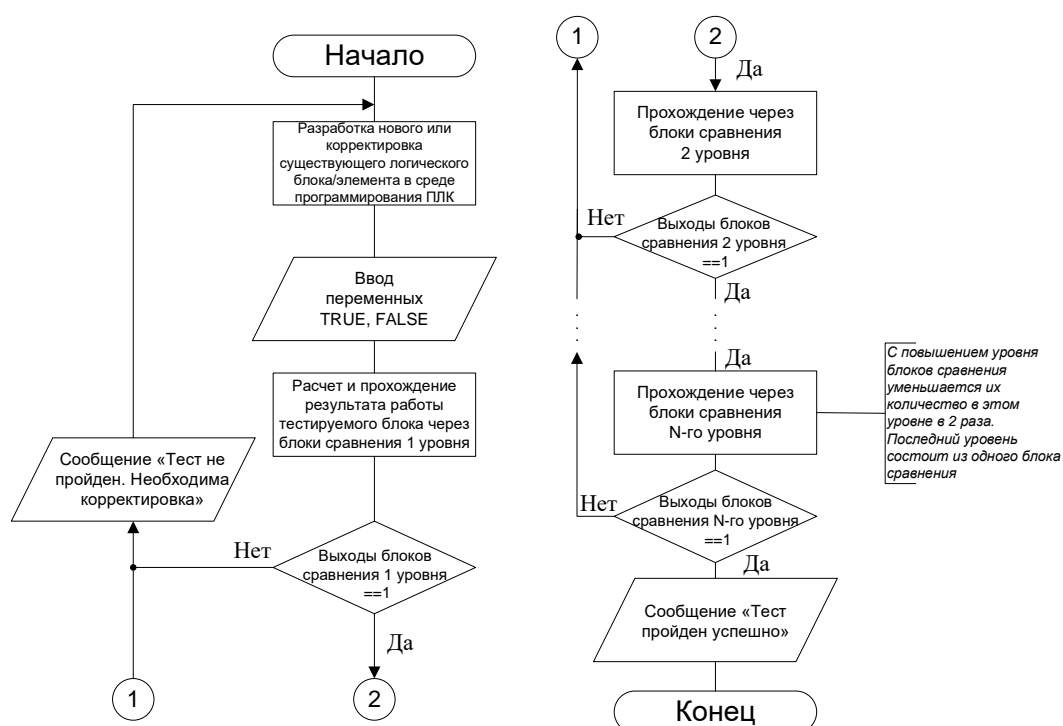 Начало
Разработка нового или
корректировка
существующего логического
блока/элемента в среде
программирования ПЛК
Ввод
переменных
TRUE, FALSE
Расчет и прохождение
результата работы
тестируемого блока через
блоки сравнения 1 уровня
Сообщение «Тест не
пройден. Необходима
корректировка»
Нет
Выходы блоков
сравнения 1 уровня
==1
Да
1
2
1
2
Да
Прохождение через
блоки сравнения
2 уровня
Нет
Выходы блоков
сравнения 2 уровня
==1
Да
Да
Прохождение через
блоки сравнения
N-го уровня
С повышением уровня
блоков сравнения
уменьшается их
количество в этом
уровне в 2 раза.
Последний уровень
состоит из одного блока
сравнения
Нет
Выходы блоков
сравнения N-го уровня
==1
Да
Сообщение «Тест
пройден успешно»
Конец